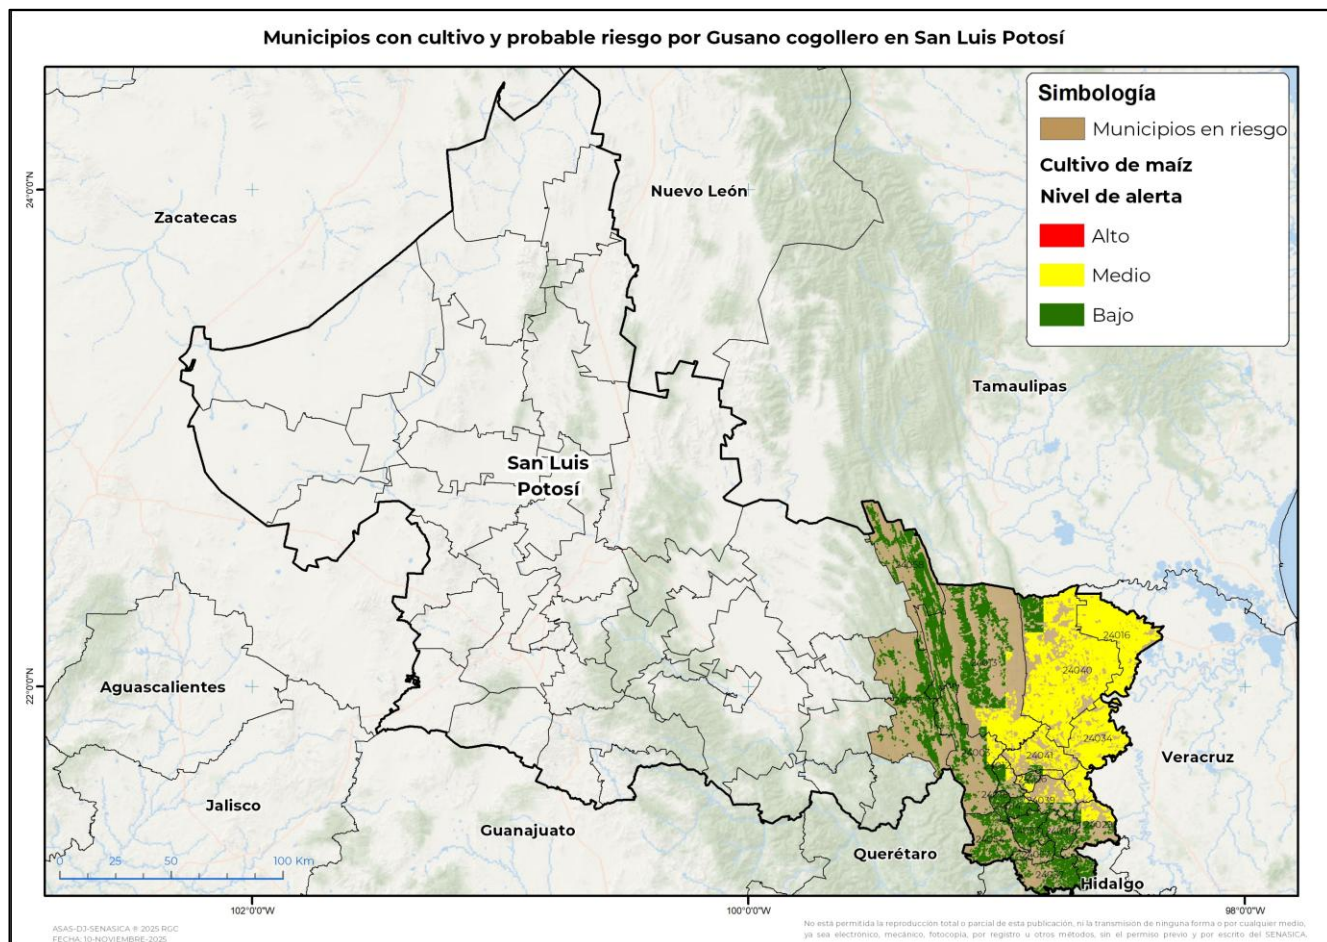 Municipios con cultivo y probable riesgo por Gusano cogollero en San Luis Potosí
Simbología
Municipios en riesgo
Cultivo de maíz
Nivel de alerta
Alto
Medio
Bajo
24°0'0"N
22°0'0"N
Zacatecas
Nuevo León
Tamaulipas
San Luis
Potosí
24058
24013
24016
24040
24034
24041
Aguascalientes
Veracruz
Jalisco
Guanajuato
Querétaro
Hidalgo
0 25 50 100 Km
102°0'0"W
100°0'0"W
98°0'0"W
ASAS-DJ-SENASICA ® 2025 RGC
FECHA: 10-NOVIEMBRE-2025
No está permitida la reproducción total o parcial de esta publicación, ni la transmisión de ninguna forma o por cualquier medio,
ya sea electrónico, mecánico, fotocopia, por registro u otros métodos, sin el permiso previo y por escrito del SENASICA.